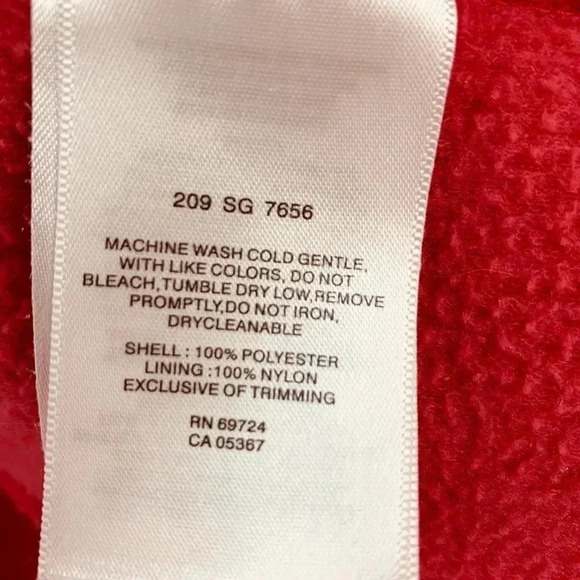 209 SG 7656
MACHINE WASH COLD GENTLE,
WITH LIKE COLORS, DO NOT
BLEACH,TUMBLE DRY LOW,REMOVE
PROMPTLY,DO NOT IRON,
DRYCLEANABLE
SHELL : 100% POLYESTER
LINING :100% NYLON
EXCLUSIVE OF TRIMMING
RN 69724
CA 05367